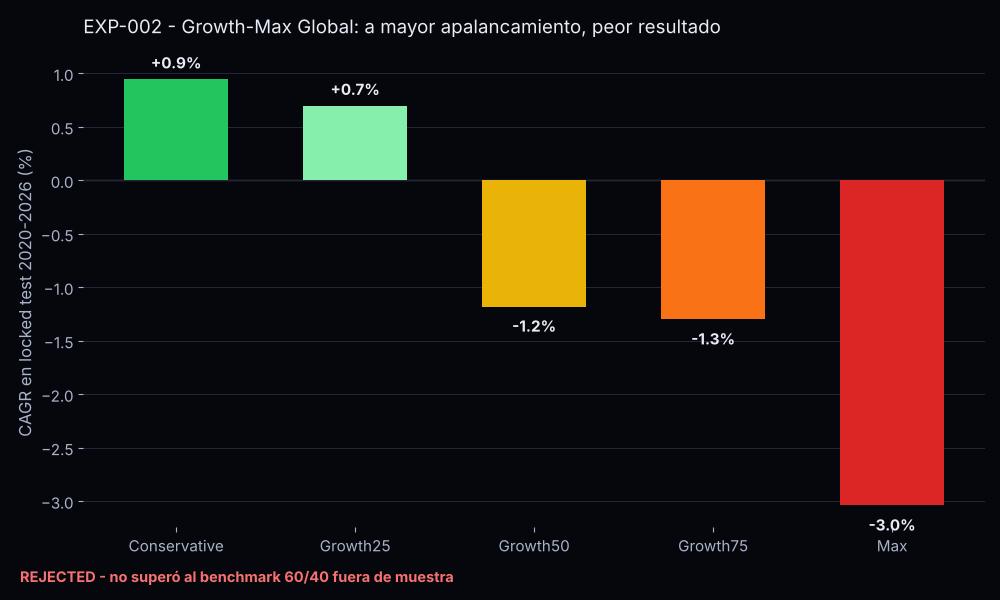 EXP-002 - Growth-Max Global: a mayor apalancamiento, peor resultado
CAGR en locked test 2020-2026 (%)
1.0
0.5
0.0
−0.5
−1.0
−1.5
−2.0
−2.5
−3.0
+0.9%
+0.7%
-1.2%
-1.3%
-3.0%
Conservative
Growth25
Growth50
Growth75
Max
REJECTED - no superó al benchmark 60/40 fuera de muestra